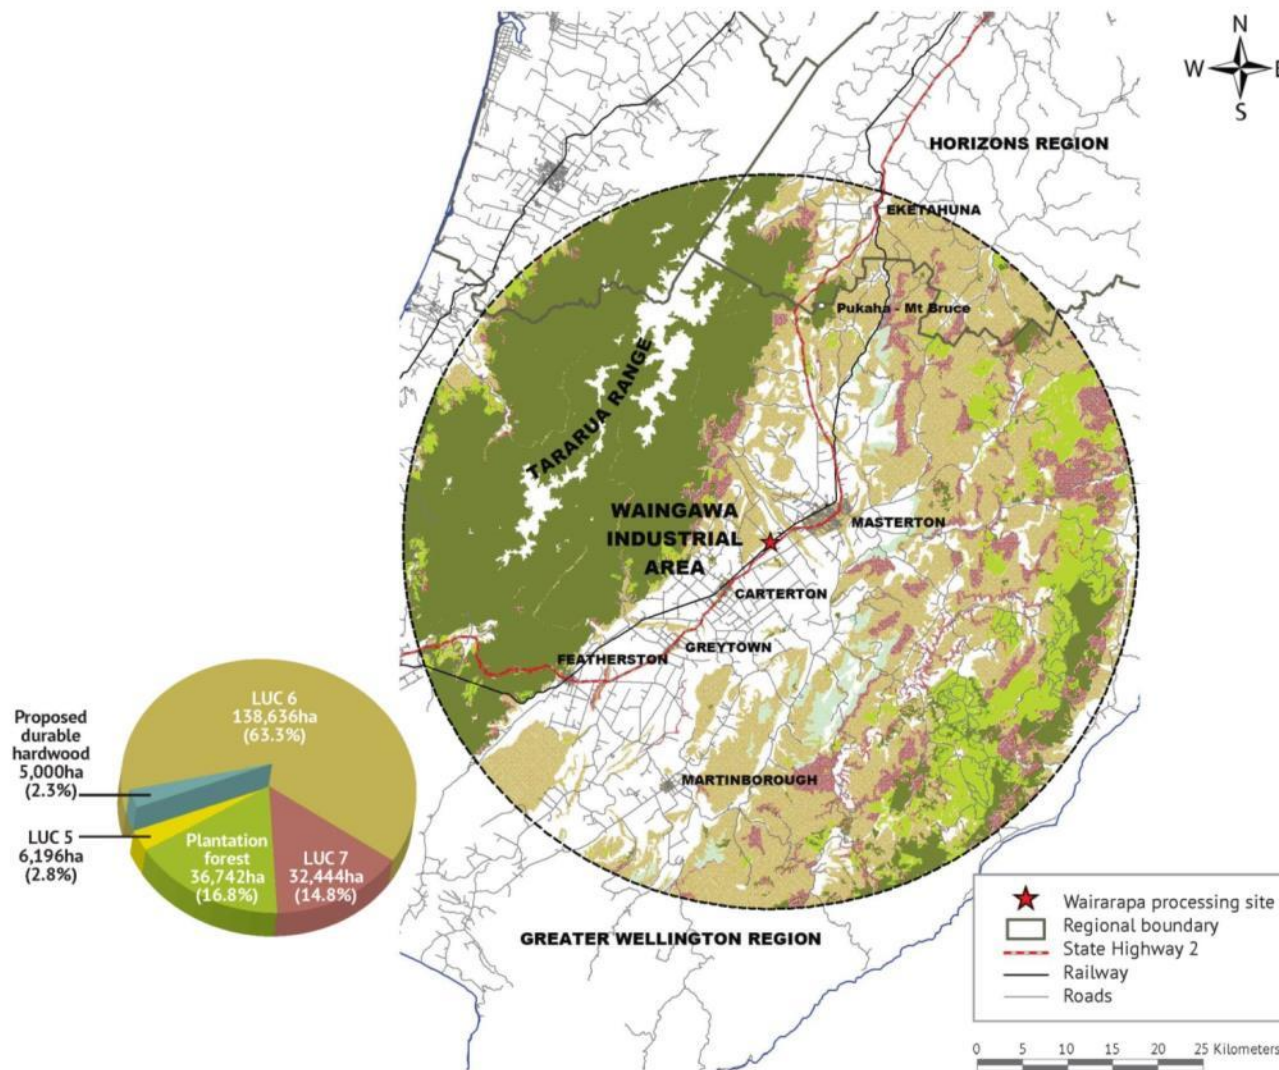 N
W
E
S
HORIZONS REGION
EKETAHUNA
Pukaha - Mt Bruce
TARARUA RANGE
WAINGAWA
INDUSTRIAL
AREA
MASTERTON
CARTERTON
GREYTOWN
FEATHERSTON
MARTINBOROUGH
GREATER WELLINGTON REGION
LUC 6
138,636ha
(63.3%)
Proposed
durable
hardwood
5,000ha
(2.3%)
LUC 5
6,196ha
(2.8%)
Plantation
forest
36,742ha
(16.8%)
LUC 7
32,444ha
(14.8%)
Wairarapa processing site
Regional boundary
State Highway 2
Railway
Roads
0 5 10 15 20 25 Kilometers